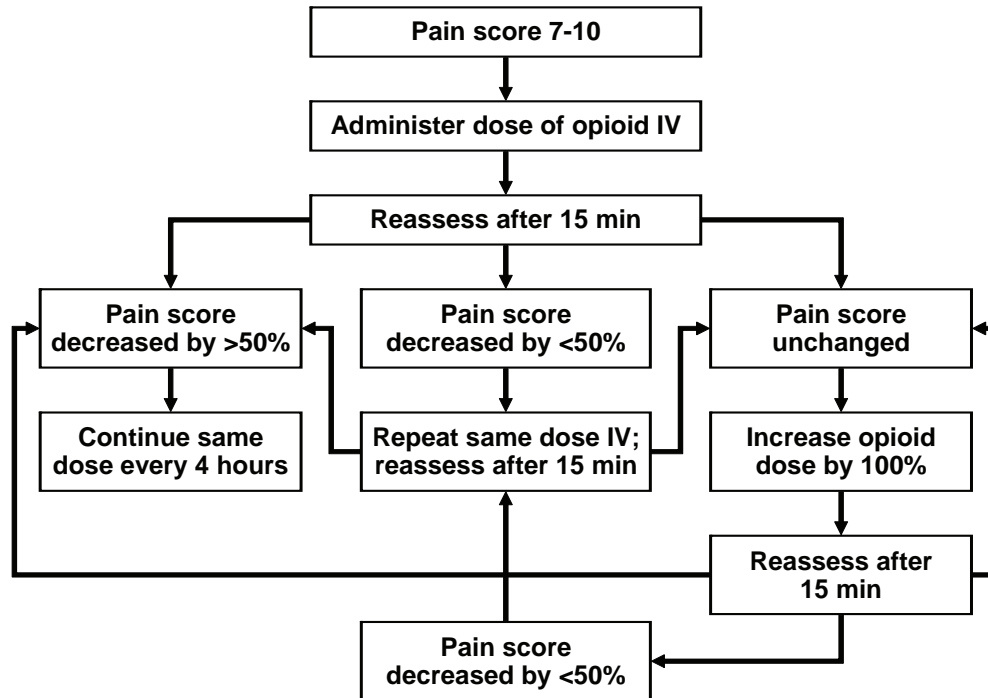 Pain score 7-10
Administer dose of opioid IV
Reassess after 15 min
Pain score
decreased by >50%
Pain score
decreased by <50%
Pain score
unchanged
Continue same
dose every 4 hours
Repeat same dose IV;
reassess after 15 min
Increase opioid
dose by 100%
Reassess after
15 min
Pain score
decreased by <50%